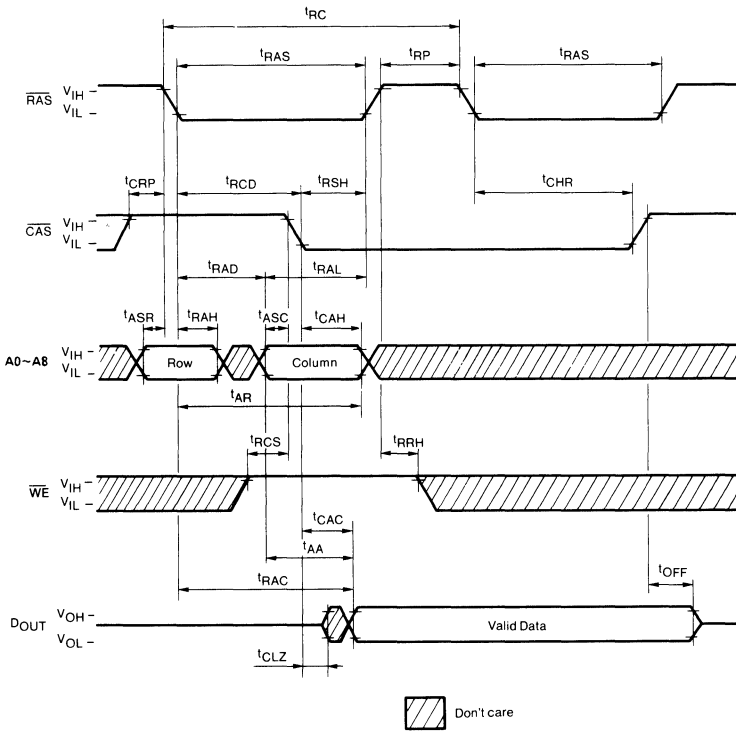 tRC
tRAS tRP tRAS
RAS VIH –
VIL –
tCRP tRCD tRSH tCHR
CAS VIH –
VIL –
tRAD tRAL
tASR tRAH tASC tCAH
A0~A8 VIH –
VIL –
Row Column
tAR
tRCS tRRH
WE VIH –
VIL –
tCAC
tAA
tRAC tOFF
DOUT VOH –
VOL –
Valid Data
tCLZ
Don't care